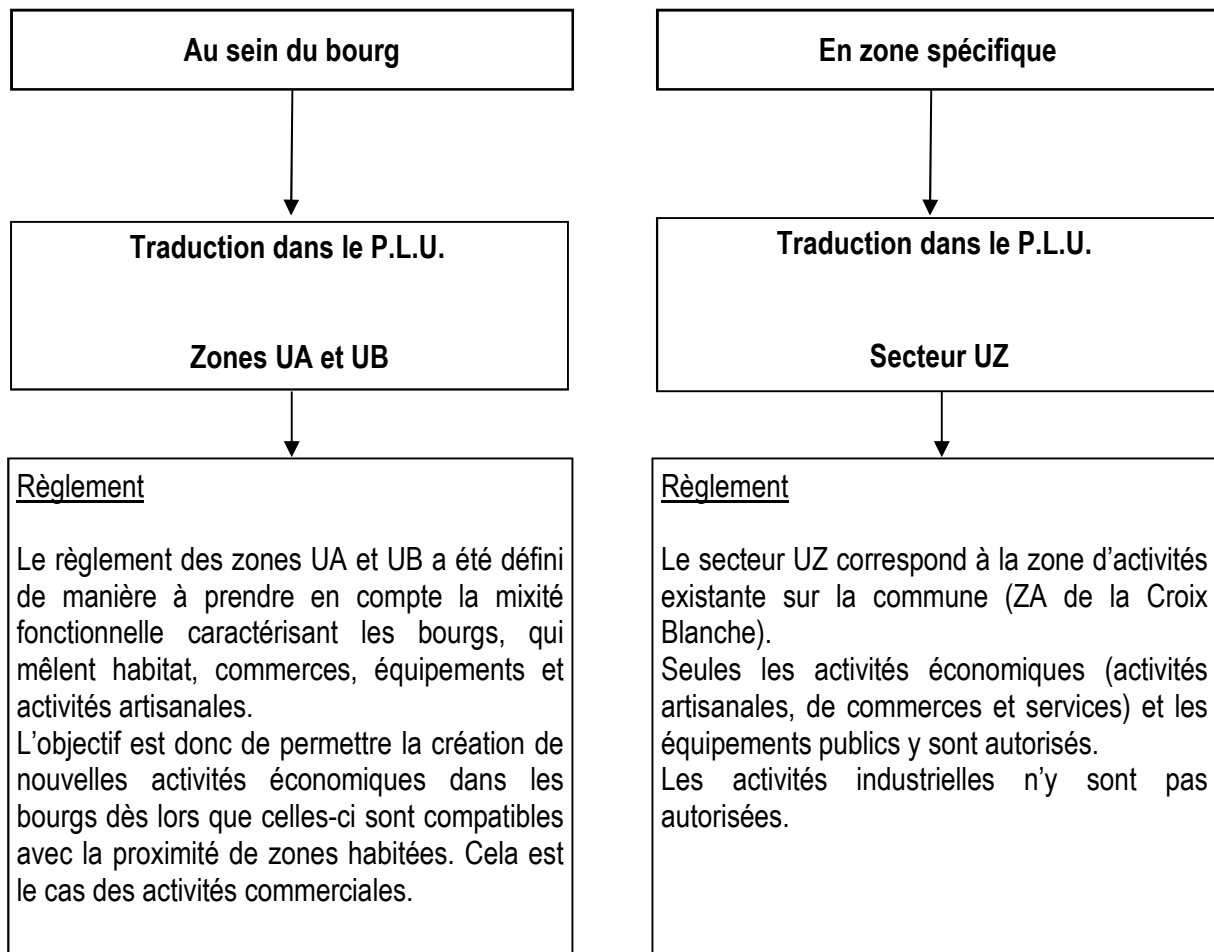 Au sein du bourg
Traduction dans le P.L.U.
Zones UA et UB
Règlement
Le règlement des zones UA et UB a été défini
de manière à prendre en compte la mixité
fonctionnelle caractérisant les bourgs, qui
mêlent habitat, commerces, équipements et
activités artisanales.
L'objectif est donc de permettre la création de
nouvelles activités économiques dans les
bourgs dès lors que celles-ci sont compatibles
avec la proximité de zones habitées. Cela est
le cas des activités commerciales.
En zone spécifique
Traduction dans le P.L.U.
Secteur UZ
Règlement
Le secteur UZ correspond à la zone d'activités
existante sur la commune (ZA de la Croix
Blanche).
Seules les activités économiques (activités
artisanales, de commerces et services) et les
équipements publics y sont autorisés.
Les activités industrielles n'y sont pas
autorisées.